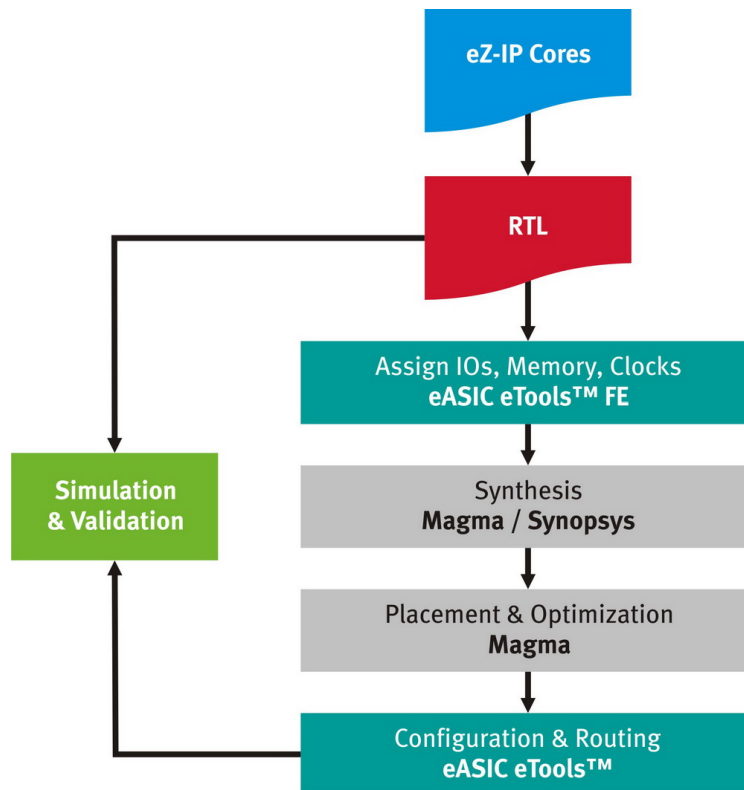 eZ-IP Cores
RTL
Assign IOs, Memory, Clocks
eASIC eTools™ FE
Simulation
& Validation
Synthesis
Magma / Synopsys
Placement & Optimization
Magma
Configuration & Routing
eASIC eTools™